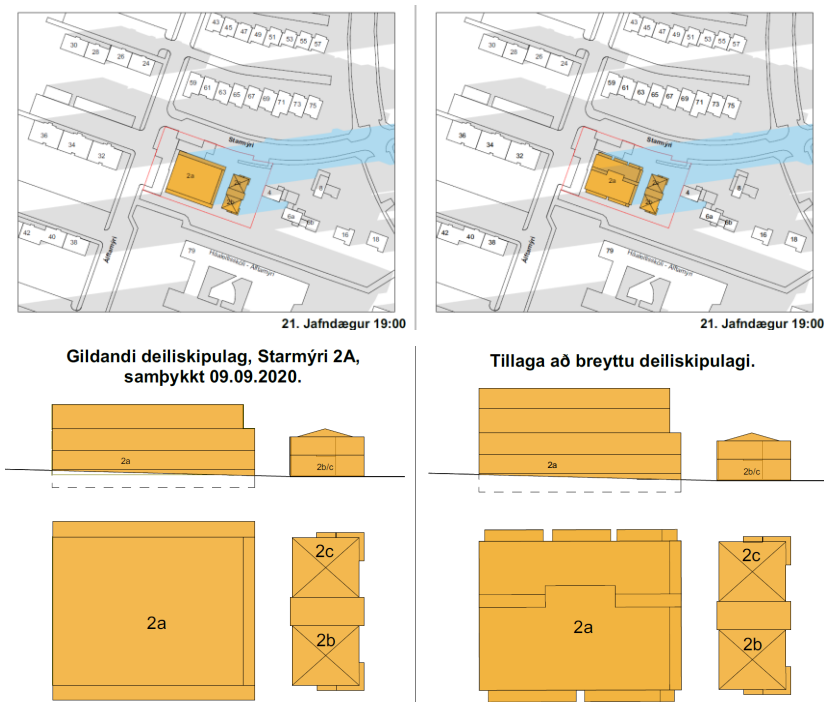 43
45
47
49
51
53
55
57
30
28
26
24
59
61
63
65
67
69
71
73
75
Starmýri
36
34
32
2a
2b
4
8
6a
6b
16
18
42
40
38
Álftamýri
79
Háaleitisskóli - Álftamýri
21. Jafndægur 19:00
43
45
47
49
51
53
55
57
30
28
26
24
59
61
63
65
67
69
71
73
75
Starmýri
36
34
32
2a
2b
4
8
6a
6b
16
18
42
40
38
Álftamýri
79
Háaleitisskóli - Álftamýri
21. Jafndægur 19:00
Gildandi deiliskipulag, Starmýri 2A,
samþykkt 09.09.2020.
2a
2b/c
2c
2a
2b
Tillaga að breyttu deiliskipulagi.
2a
2b/c
2c
2a
2b